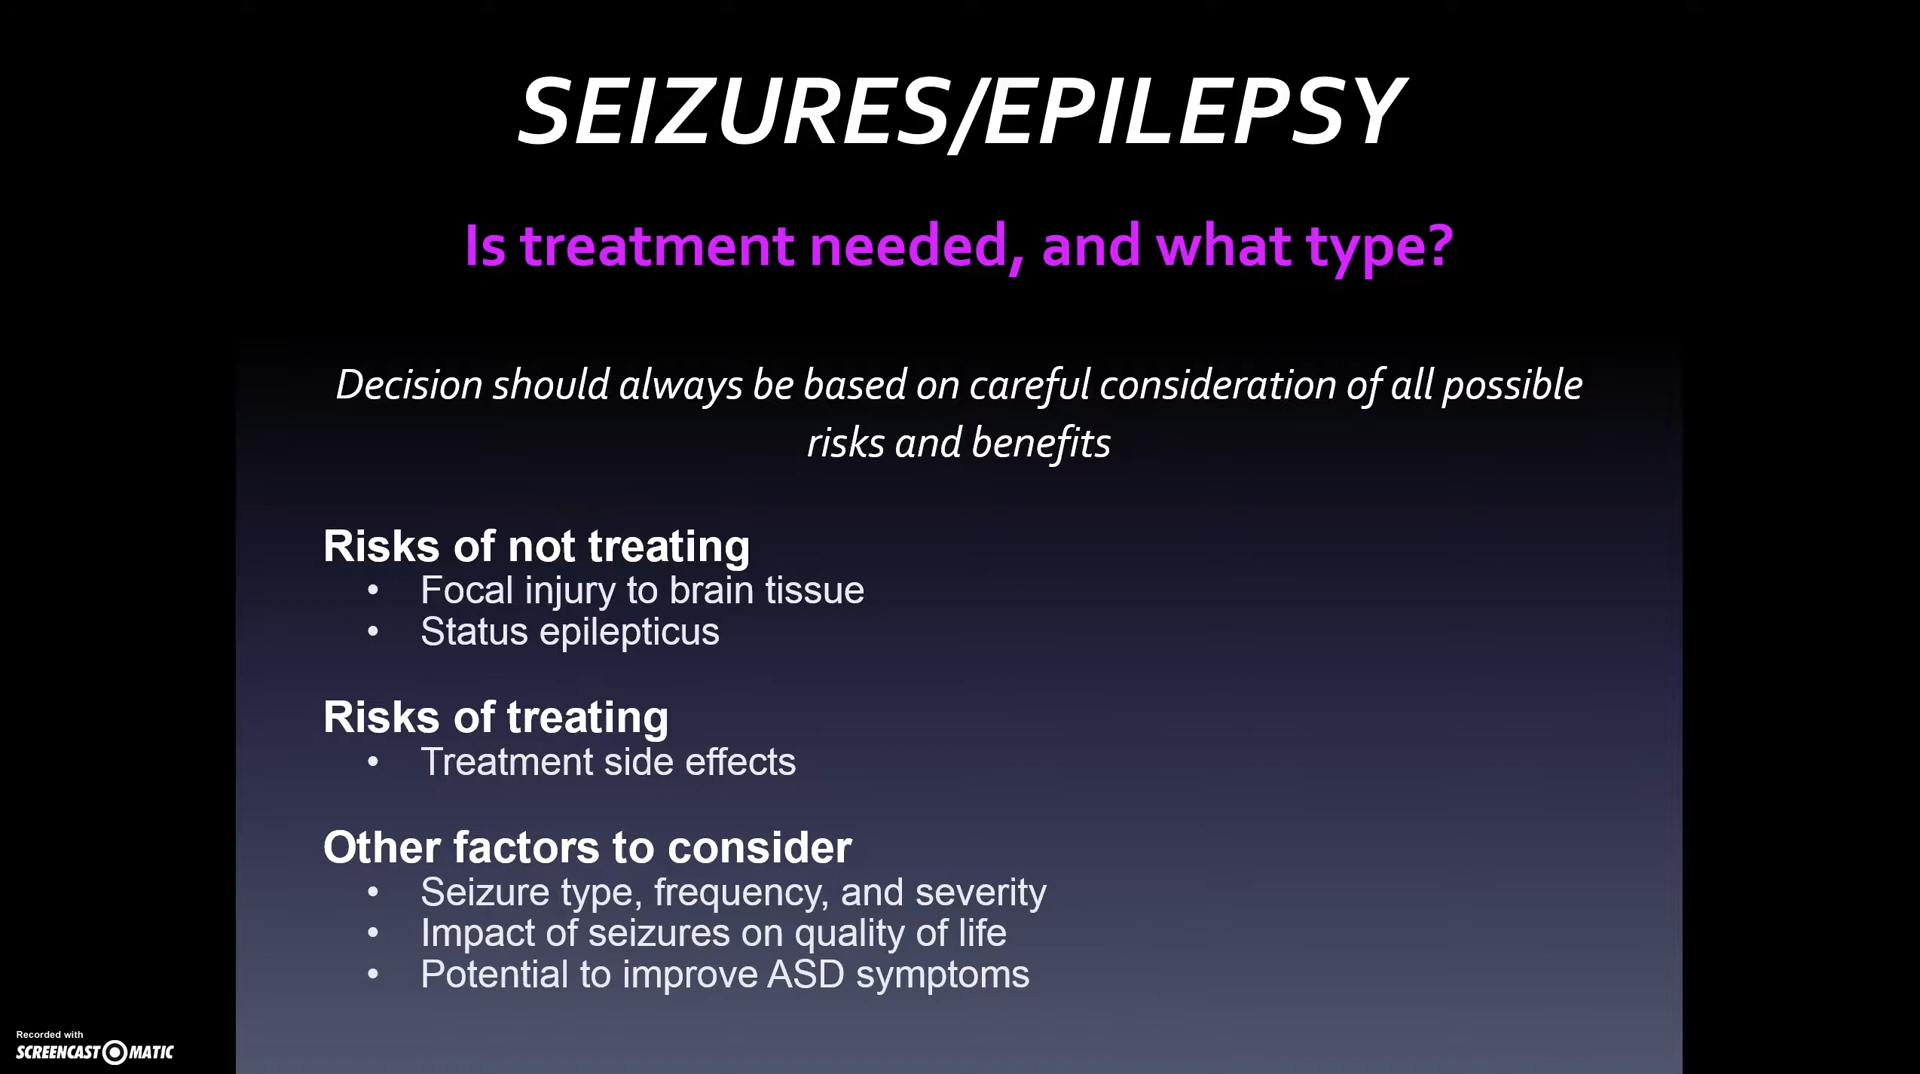 SEIZURES/EPILEPSY
Is treatment needed, and what type?
Decision should always be based on careful consideration of all possible
risks and benefits
Risks of not treating
• Focal injury to brain tissue
• Status epilepticus
Risks of treating
• Treatment side effects
Other factors to consider
• Seizure type, frequency, and severity
• Impact of seizures on quality of life
• Potential to improve ASD symptoms
Recorded with
SCREENCAST-O-MATIC